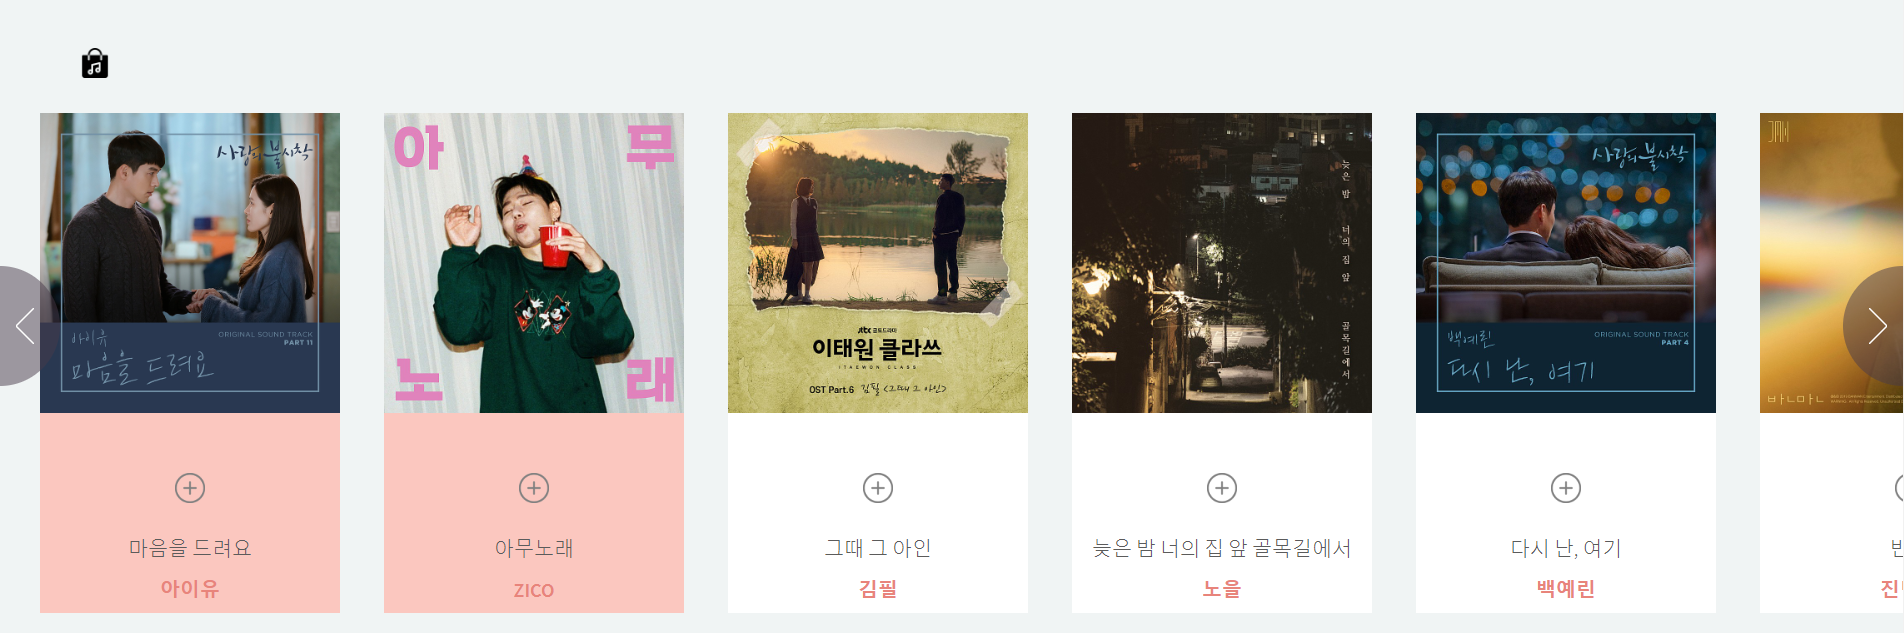 사랑의 불시착
아이유
마음을 드려요
ORIGINAL SOUND TRACK
PART 11
마음을 드려요
아이유
아 무
노 래
아무노래
ZICO
jtbc 금토드라마
이태원 클라쓰
ITAEWON CLASS
OST Part.6 김필 <그때 그 아인>
그때 그 아인
김필
늦은 밤 너의 집 앞 골목길에서
늦은 밤 너의 집 앞 골목길에서
노을
사랑의 불시착
백예린
다시 난, 여기
ORIGINAL SOUND TRACK
PART 4
다시 난, 여기
백예린